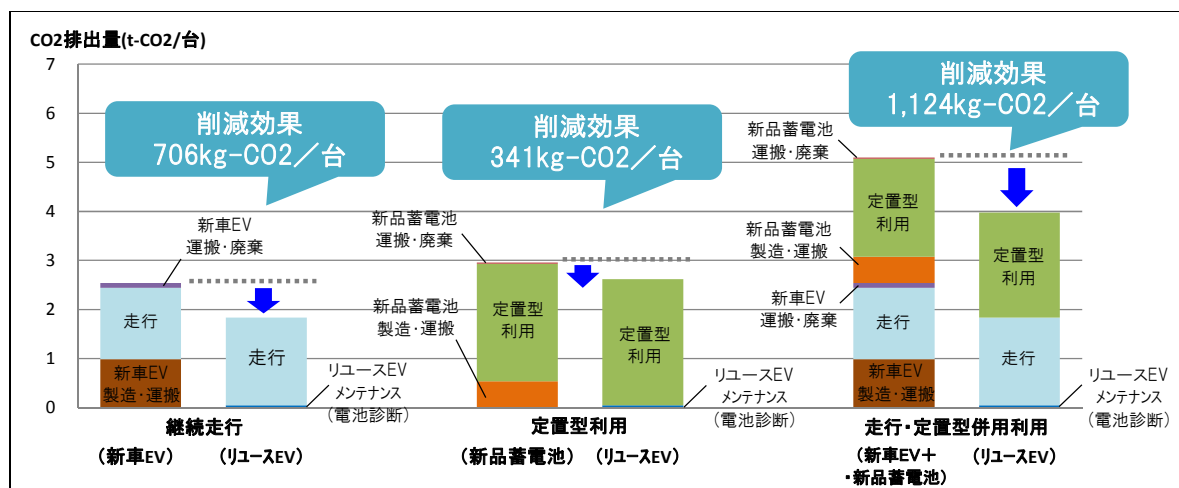 CO2排出量(t-CO2/台)
7
6
5
4
3
2
1
0
削減効果
706kg-CO2／台
新車EV
運搬・廃棄
走行
新車EV
製造・運搬
走行
リユースEV
メンテナンス
(電池診断)
継続走行
(新車EV)
(リユースEV)
削減効果
341kg-CO2／台
新品蓄電池
運搬・廃棄
新品蓄電池
製造・運搬
定置型
利用
定置型
利用
リユースEV
メンテナンス
(電池診断)
定置型利用
(新品蓄電池)
(リユースEV)
削減効果
1,124kg-CO2／台
新品蓄電池
運搬・廃棄
定置型
利用
新品蓄電池
製造・運搬
新車EV
運搬・廃棄
走行
新車EV
製造・運搬
定置型
利用
走行
リユースEV
メンテナンス
(電池診断)
走行・定置型併用利用
(新車EV＋
・新品蓄電池)
(リユースEV)